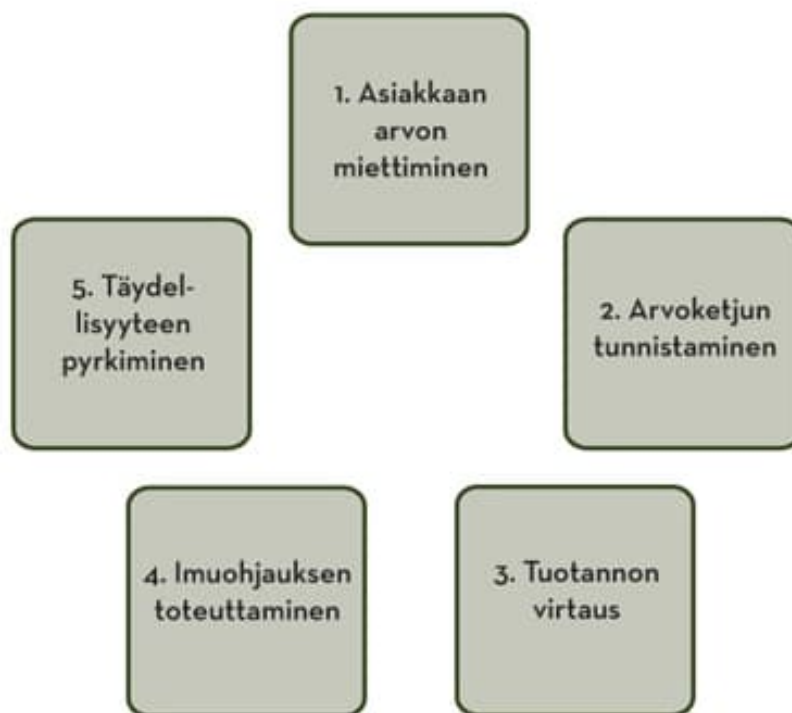 1. Asiakkaan
arvon
miettiminen
2. Arvoketjun
tunnistaminen
3. Tuotannon
virtaus
4. Imuohjauksen
toteuttaminen
5. Täydel-
lisyyteen
pyrkiminen